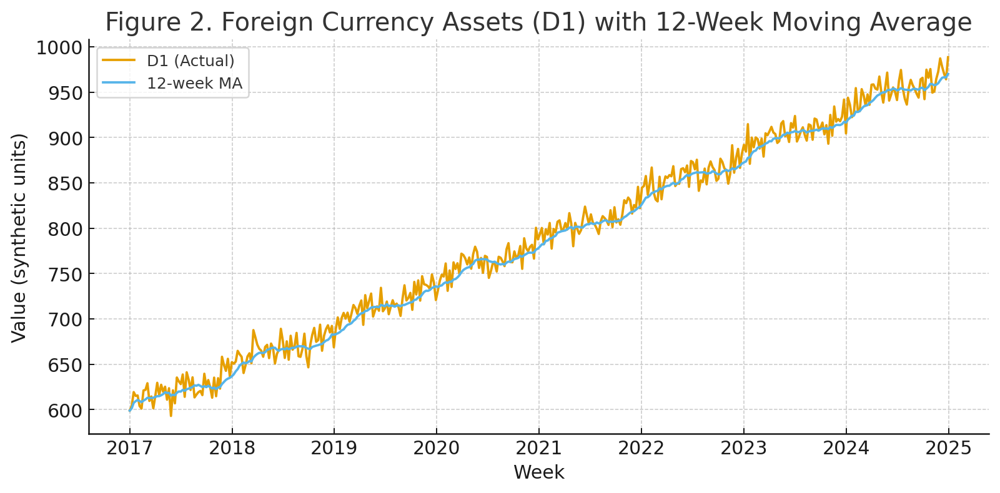 Figure 2. Foreign Currency Assets (D1) with 12-Week Moving Average
D1 (Actual)
12-week MA
Value (synthetic units)
1000
950
900
850
800
750
700
650
600
2017 2018 2019 2020 2021 2022 2023 2024 2025
Week